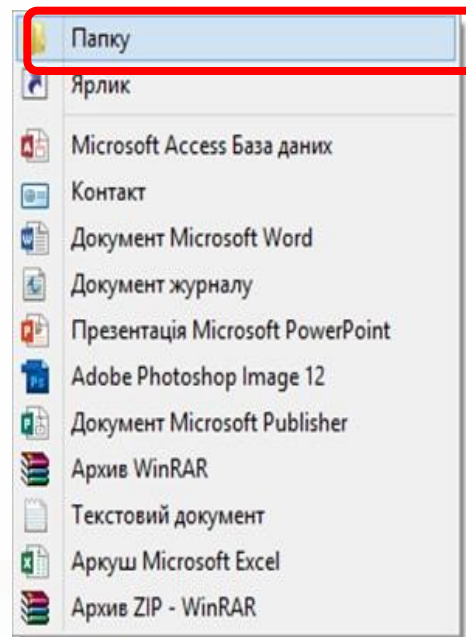 Папку
Ярлик
Microsoft Access База даних
Контакт
Документ Microsoft Word
Документ журналу
Презентація Microsoft PowerPoint
Adobe Photoshop Image 12
Документ Microsoft Publisher
Архив WinRAR
Текстовий документ
Аркуш Microsoft Excel
Архив ZIP - WinRAR